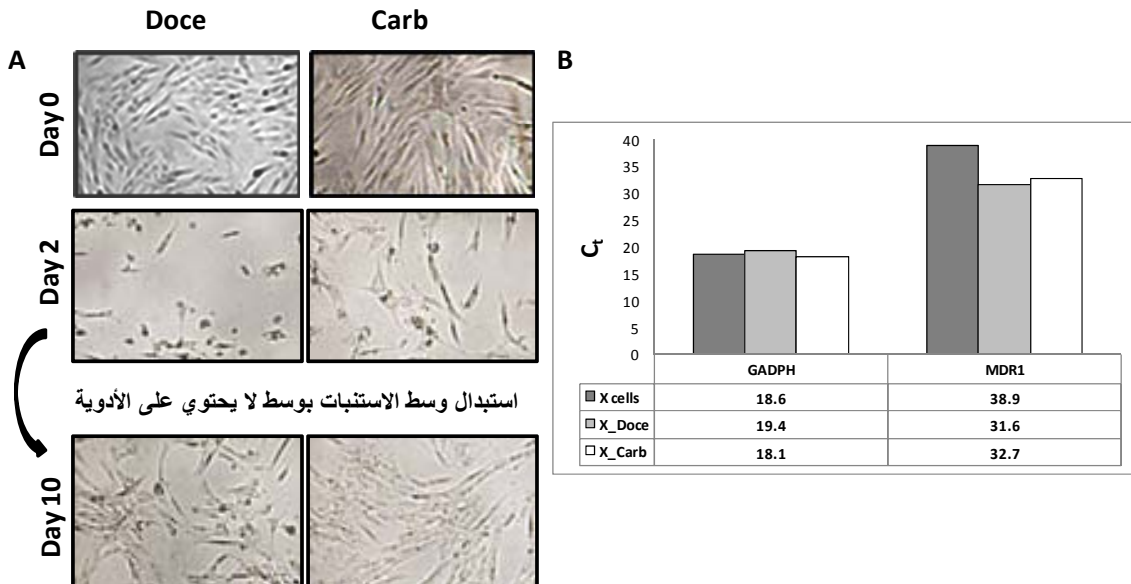 Doce Carb
A B
Day 0
Day 2
استبدال وسط الاستنبات بوسط لا يحتوي على الأدوية
Day 10
Ct
40
35
30
25
20
15
10
5
0
GADPH MDR1
X cells 18.6 38.9
X_Doce 19.4 31.6
X_Carb 18.1 32.7